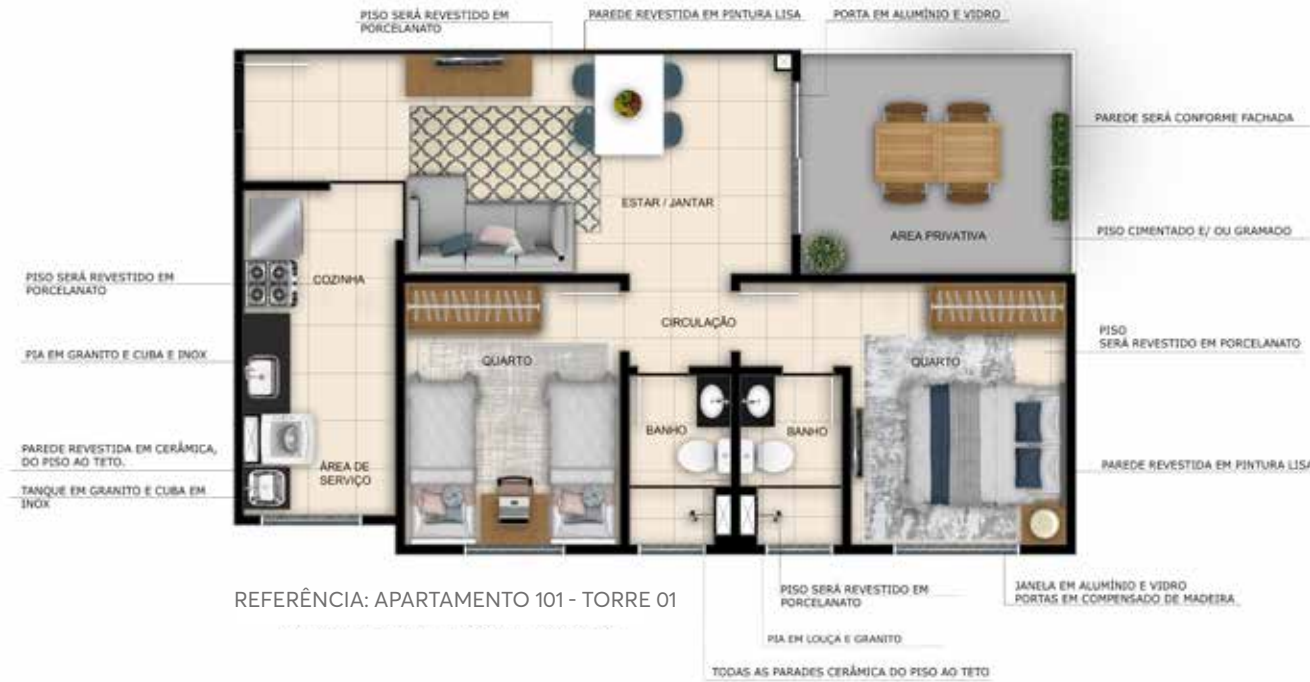 PISO SERÁ REVESTIDO EM
PORCELANATO
PAREDE REVESTIDA EM PINTURA LISA
PORTA EM ALUMÍNIO E VIDRO
PAREDE SERÁ CONFORME FACHADA
ESTAR / JANTAR
AREA PRIVATIVA
PISO CIMENTADO E/ OU GRAMADO
PISO SERÁ REVESTIDO EM
PORCELANATO
COZINHA
CIRCULAÇÃO
PISO
SERÁ REVESTIDO EM PORCELANATO
PIA EM GRANITO E CUBA E INOX
QUARTO
QUARTO
BANHO
BANHO
PAREDE REVESTIDA EM CERÂMICA,
DO PISO AO TETO.
ÁREA DE
SERVIÇO
PAREDE REVESTIDA EM PINTURA LISA
TANQUE EM GRANITO E CUBA EM
INOX
REFERÊNCIA: APARTAMENTO 101 - TORRE 01
PISO SERÁ REVESTIDO EM
PORCELANATO
JANELA EM ALUMÍNIO E VIDRO
PORTAS EM COMPENSADO DE MADEIRA
PIA EM LOUÇA E GRANITO
TODAS AS PARADES CERÂMICA DO PISO AO TETO